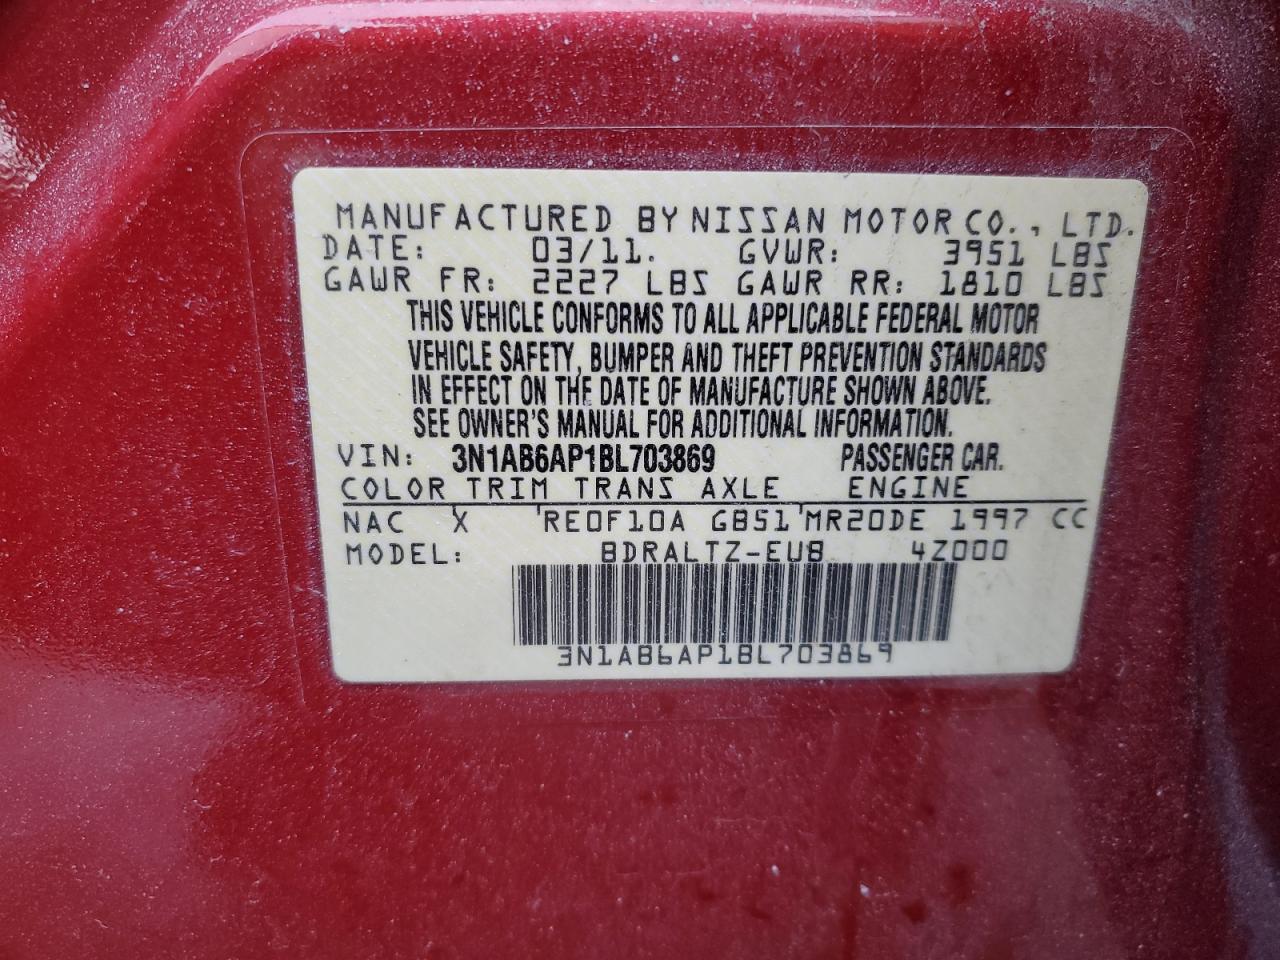 MANUFACTURED BY NISSAN MOTOR CO., LTD.
DATE: 03/11. GVWR: 3951 LBS
GAWR FR: 2227 LBS GAWR RR: 1810 LBS
THIS VEHICLE CONFORMS TO ALL APPLICABLE FEDERAL MOTOR
VEHICLE SAFETY, BUMPER AND THEFT PREVENTION STANDARDS
IN EFFECT ON THE DATE OF MANUFACTURE SHOWN ABOVE.
SEE OWNER'S MANUAL FOR ADDITIONAL INFORMATION.
VIN: 3N1AB6AP1BL703869 PASSENGER CAR.
COLOR TRIM TRANS AXLE ENGINE
NAC X RE0F10A GB51 MR20DE 1997 CC
MODEL: BDRALTZ-EUB 4Z000
3N1AB6AP1BL703869